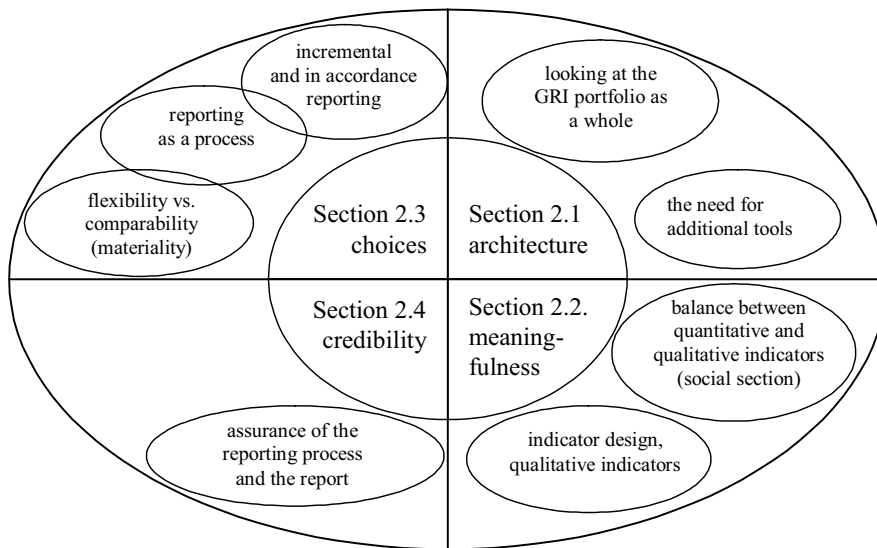 incremental
and in accordance
reporting
looking at the
GRI portfolio as
a whole
reporting
as a process
flexibility vs.
comparability
(materiality)
Section 2.3
choices
Section 2.1
architecture
the need for
additional tools
Section 2.4
credibility
Section 2.2.
meaning-
fulness
balance between
quantitative and
qualitative indicators
(social section)
assurance of the
reporting process
and the report
indicator design,
qualitative indicators